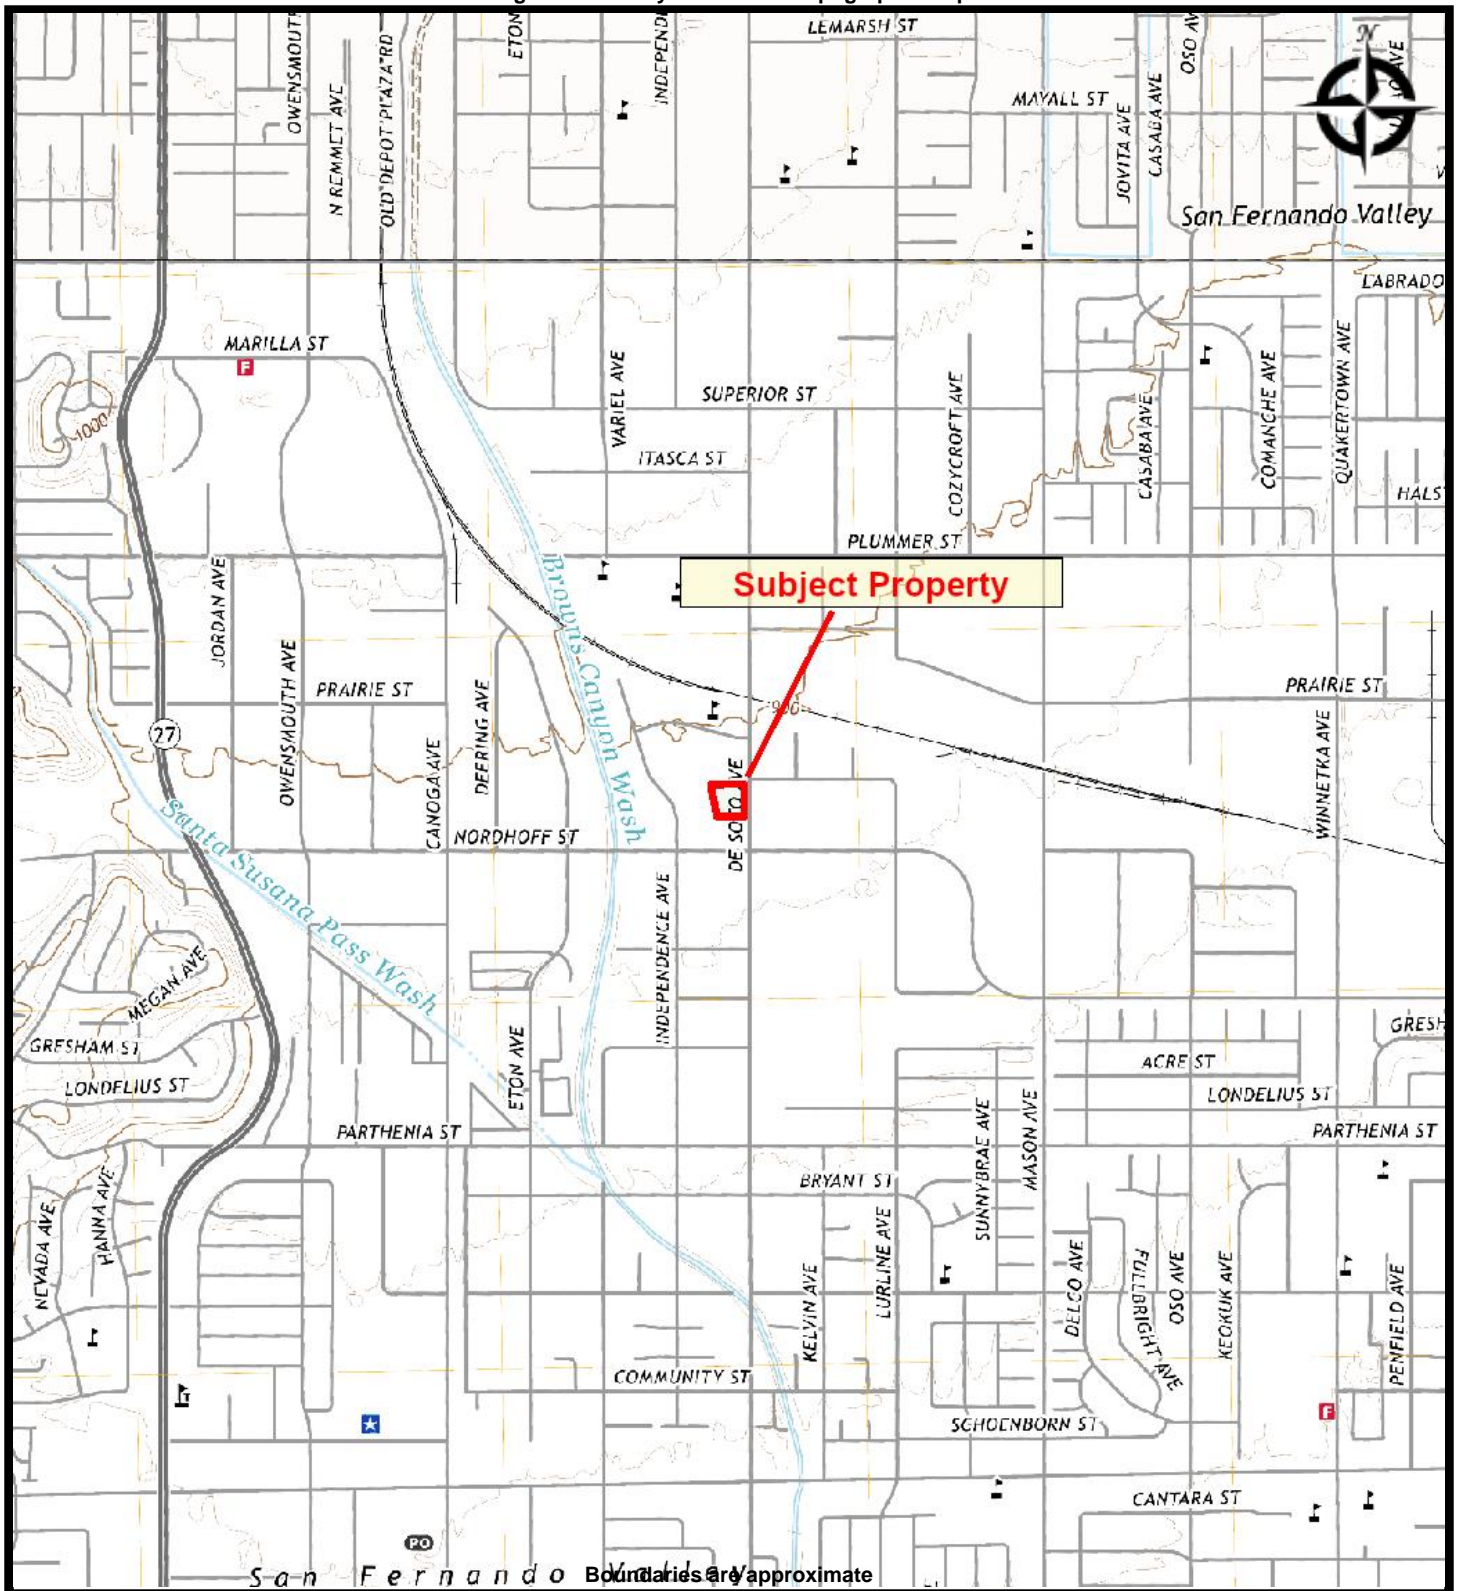 LEMARSH ST
OWENSMOUT
N REMMET AVE
OLD DEPOT PLAZA RD
ETON
INDEPEND
MAYALL ST
JOVITA AVE
CASABA AVE
OSO AV
N
San Fernando Valley
LABRADO
MARILLA ST
F
1000
VARIEL AVE
SUPERIOR ST
ITASCA ST
COZYCROFT AVE
CASABA AVE
COMANCHE AVE
QUAKERTOWN AVE
HALS
PLUMMER ST
Subject Property
JORDAN AVE
OWENSMOUTH AVE
PRAIRIE ST
27
CANOGA AVE
DEERING AVE
Browns Canyon Wash
900
PRAIRIE ST
WINNETKA AVE
DE SOTO AVE
NORDHOFF ST
Santa Susana Pass Wash
INDEPENDENCE AVE
MEGAN AVE
GRESHAM ST
LONDELIUS ST
ETON AVE
GRESH
ACRE ST
LONDELIUS ST
PARTHENIA ST
PARTHENIA ST
SUNNYBRAE AVE
MASON AVE
BRYANT ST
NEVADA AVE
HANNA AVE
KELVIN AVE
LURLINE AVE
DELCO AVE
FULLBRIGHT AVE
OSO AVE
KEOKUK AVE
PENFIELD AVE
COMMUNITY ST
SCHOENBORN ST
F
CANTARA ST
PO
San Fernando Valley
Boundaries are approximate